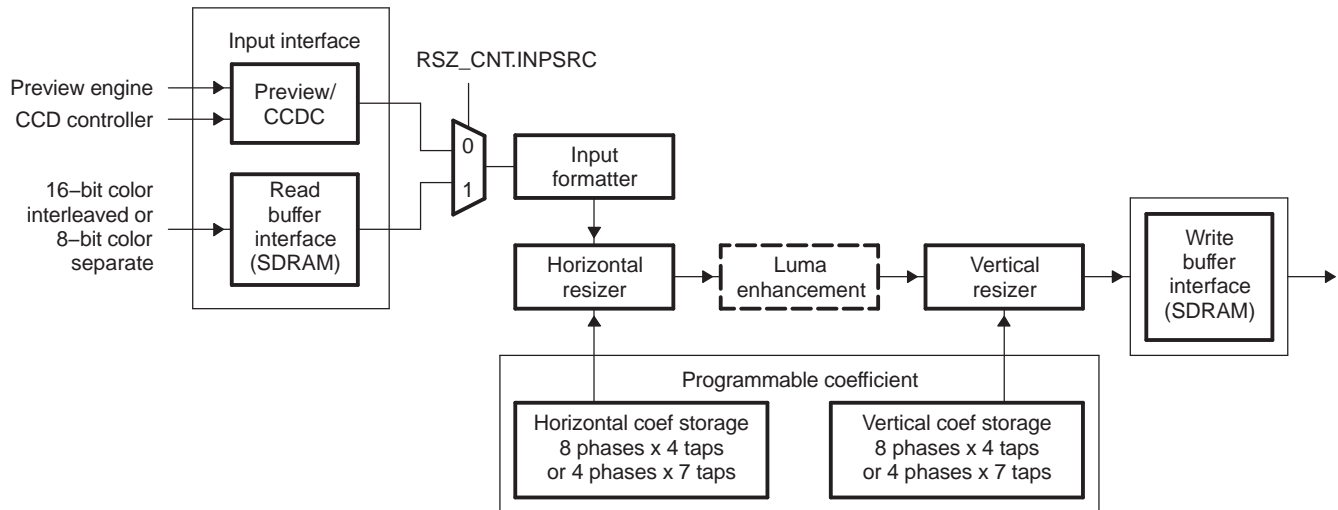 Input interface
RSZ_CNT.INPSRC
Preview engine
CCD controller
Preview/
CCDC
0
1
Input
formatter
16–bit color
interleaved or
8–bit color
separate
Read
buffer
interface
(SDRAM)
Horizontal
resizer
Luma
enhancement
Vertical
resizer
Write
buffer
interface
(SDRAM)
Programmable coefficient
Horizontal coef storage
8 phases x 4 taps
or 4 phases x 7 taps
Vertical coef storage
8 phases x 4 taps
or 4 phases x 7 taps